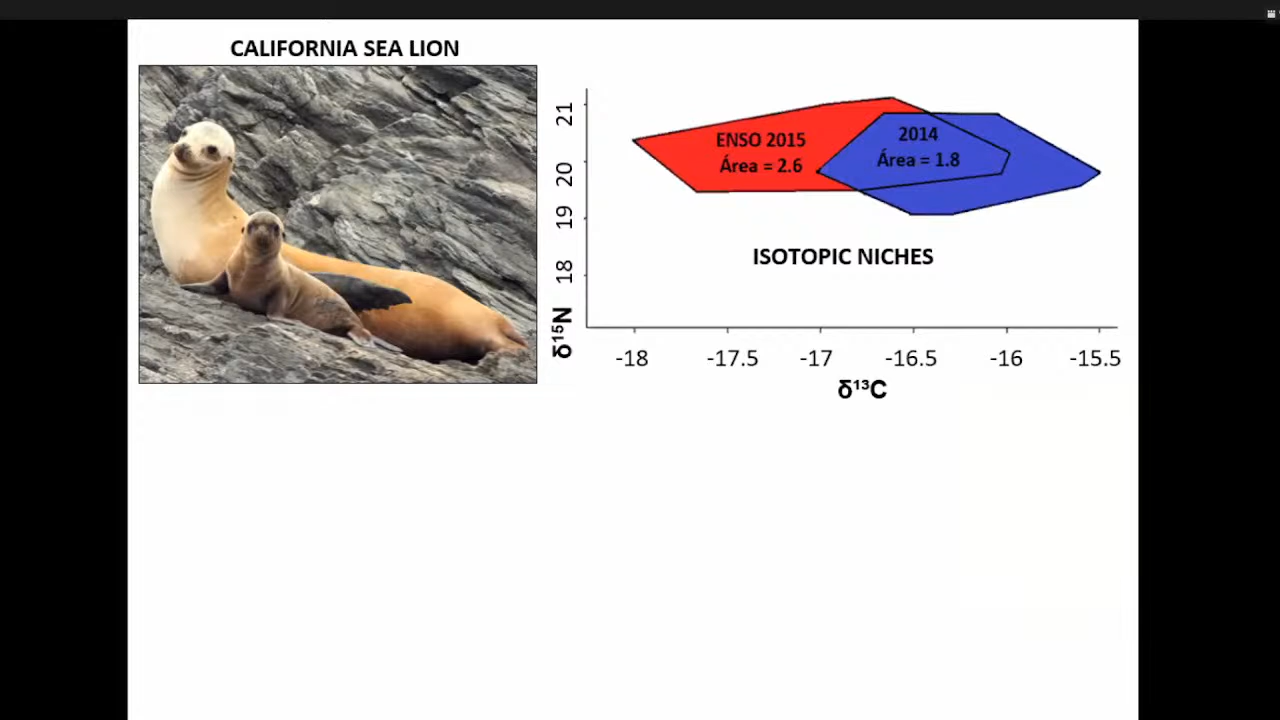 CALIFORNIA SEA LION
21
20
19
18
δ¹⁵N
ENSO 2015
Área = 2.6
2014
Área = 1.8
ISOTOPIC NICHES
-18 -17.5 -17 -16.5 -16 -15.5
δ¹³C